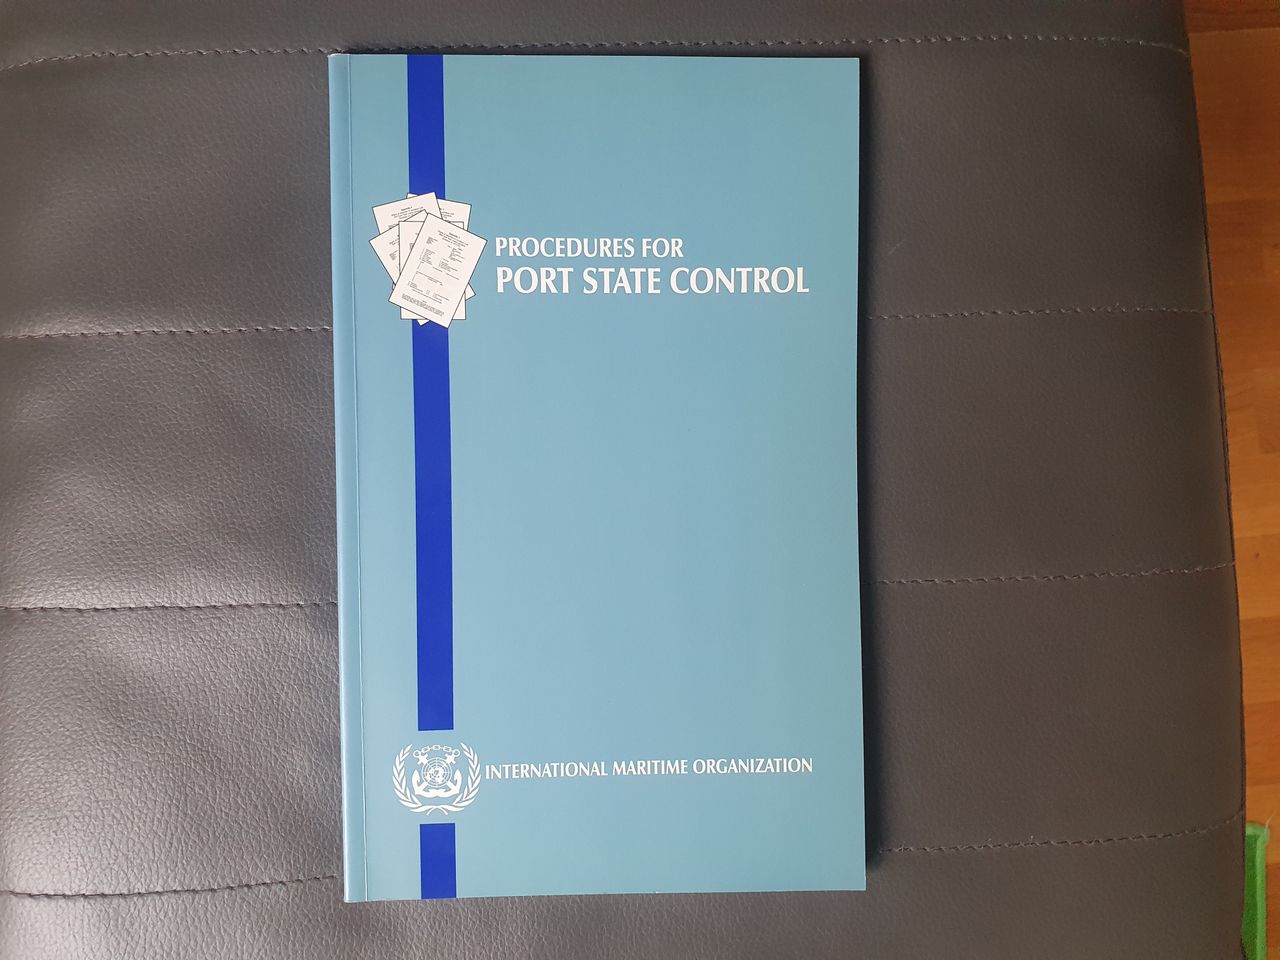 PROCEDURES FOR
PORT STATE CONTROL
INTERNATIONAL MARITIME ORGANIZATION